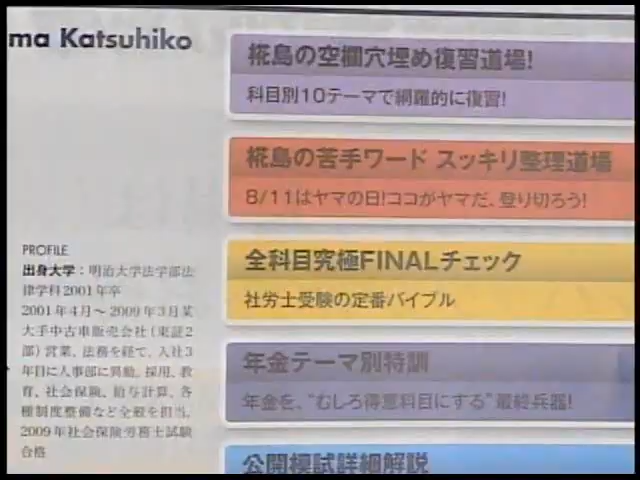 ma Katsuhiko
椛島の空欄穴埋め復習道場!
科目別10テーマで網羅的に復習!
椛島の苦手ワード スッキリ整理道場
8/11はヤマの日!ココがヤマだ、登り切ろう!
全科目究極FINALチェック
社労士受験の定番バイブル
年金テーマ別特訓
年金を、“むしろ得意科目にする”最終兵器!
公開模試詳細解説
PROFILE
出身大学：明治大学法学部法
律学科2001年卒
2001年4月～2009年3月某
大手中古車販売会社(東証2
部)営業、法務を経て、入社3
年目に人事部に異動。採用、教
育、社会保険、給与計算、各
種制度整備など全般を担当。
2009年社会保険労務士試験
合格